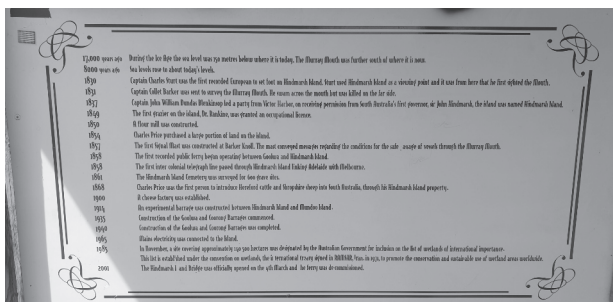 17,000 years ago During the Ice Age the sea level was 150 metres below where it is today. The Murray Mouth was further south of where it is now.
8000 years ago Sea levels rose to about today's levels.
1830 Captain Charles Sturt was the first recorded European to set foot on Hindmarsh Island. Sturt used Hindmarsh Island as a viewing point and it was from here that he first sighted the Mouth.
1831 Captain Collet Barker was sent to survey the Murray Mouth. He swam across the mouth but was killed on the far side.
1837 Captain John William Dundas Blenkinsop led a party from Victor Harbor, on receiving permission from South Australia's first governor, sir John Hindmarsh, the island was named Hindmarsh Island.
1849 The first grazier on the island, Dr. Rankine, was granted an occupational licence.
1850 A flour mill was constructed.
1854 Charles Price purchased a large portion of land on the island.
1857 The first Signal Mast was constructed at Barker Knoll. The mast conveyed messages regarding the conditions for the safe passage of vessels through the Murray Mouth.
1858 The first recorded public ferry began operating between Goolwa and Hindmarsh Island.
1858 The first inter colonial telegraph line passed through Hindmarsh Island linking Adelaide with Melbourne.
1861 The Hindmarsh Island Cemetery was surveyed for 600 grave sites.
1868 Charles Price was the first person to introduce Hereford cattle and Shropshire sheep into South Australia, through his Hindmarsh Island property.
1900 A cheese factory was established.
1914 An experimental barrage was constructed between Hindmarsh Island and Mundoo Island.
1935 Construction of the Goolwa and Coorong Barrages commenced.
1940 Construction of the Goolwa and Coorong Barrages was completed.
1965 Mains electricity was connected to the Island.
1985 In November, a site covering approximately 140 500 hectares was designated by the Australian Government for inclusion on the list of wetlands of international importance.
This list is established under the convention on wetlands, the international treaty signed in RAMSAR, Iran, in 1971, to promote the conservation and sustainable use of wetland areas worldwide.
2001 The Hindmarsh I and Bridge was officially opened on the 4th March and the ferry was de-commissioned.